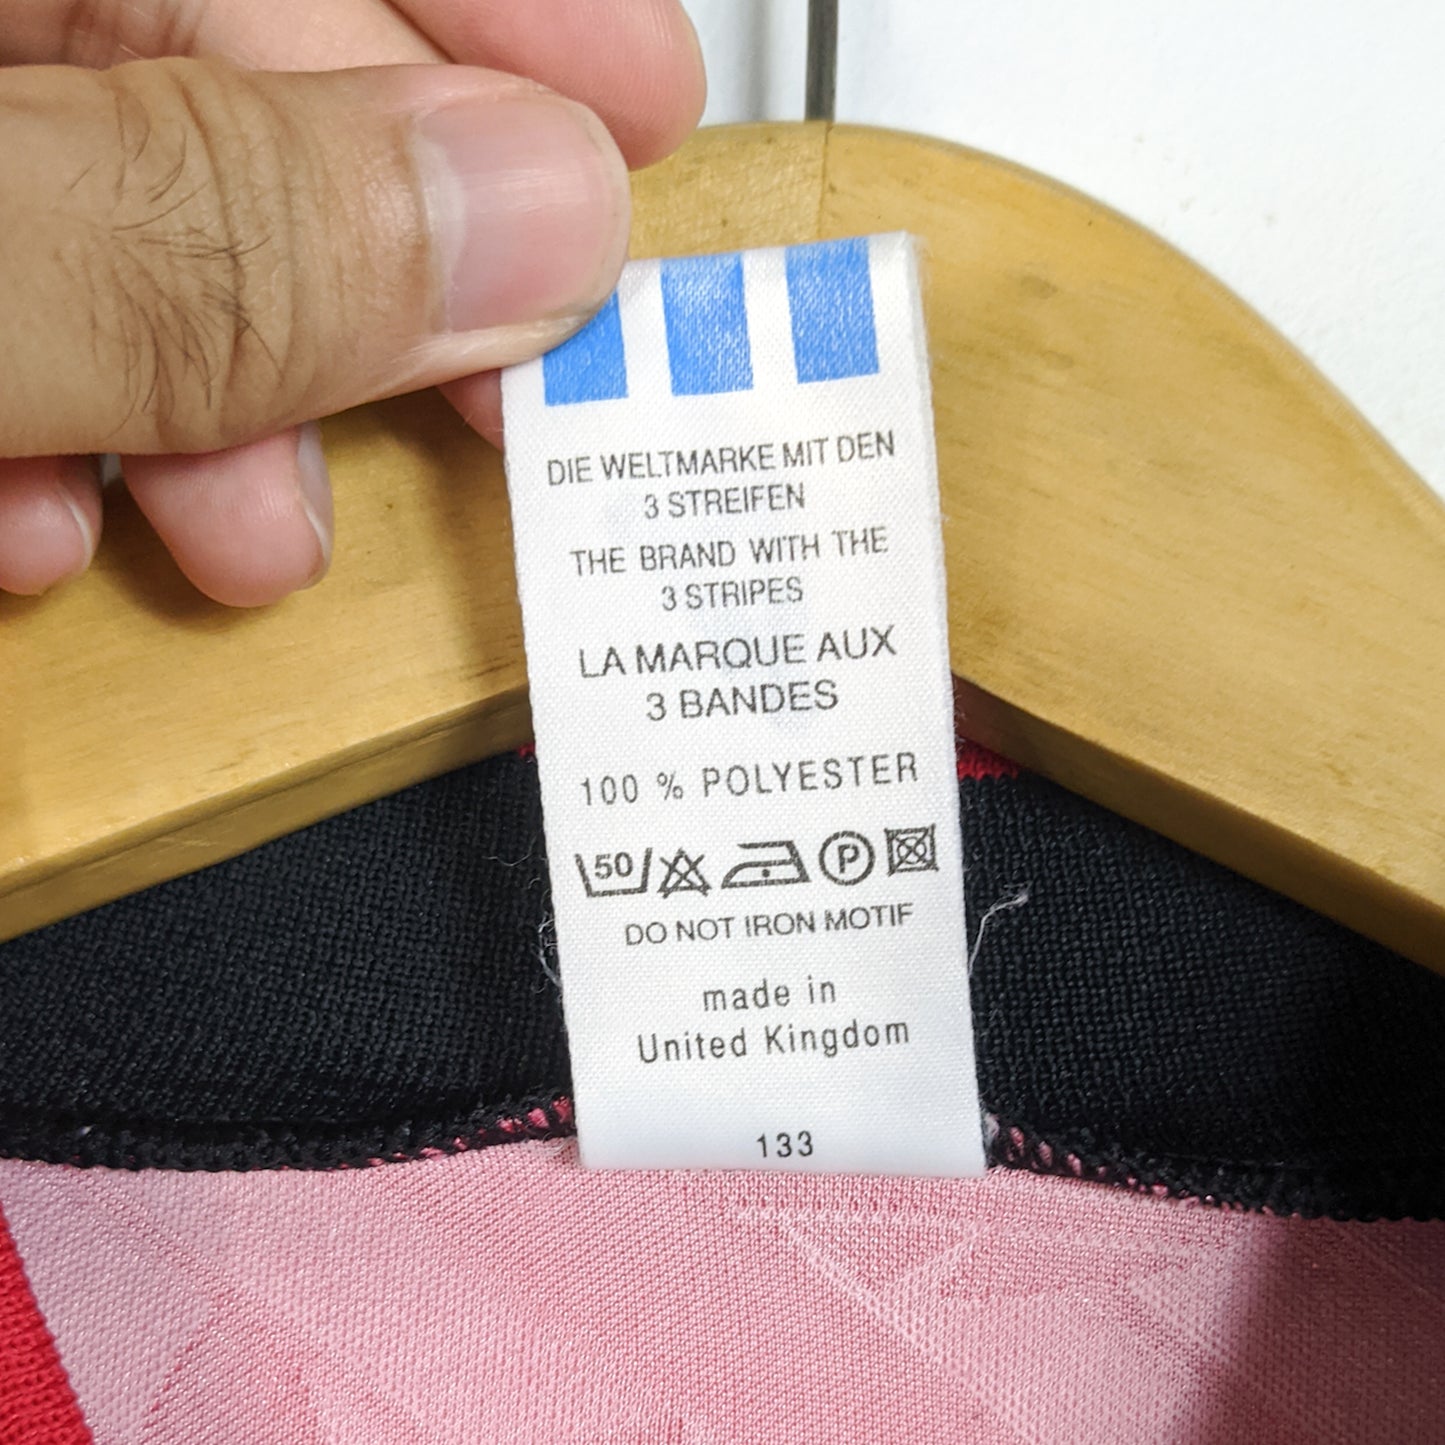 DIE WELTMARKE MIT DEN
3 STREIFEN
THE BRAND WITH THE
3 STRIPES
LA MARQUE AUX
3 BANDES
100 % POLYESTER
50 P
DO NOT IRON MOTIF
made in
United Kingdom
133